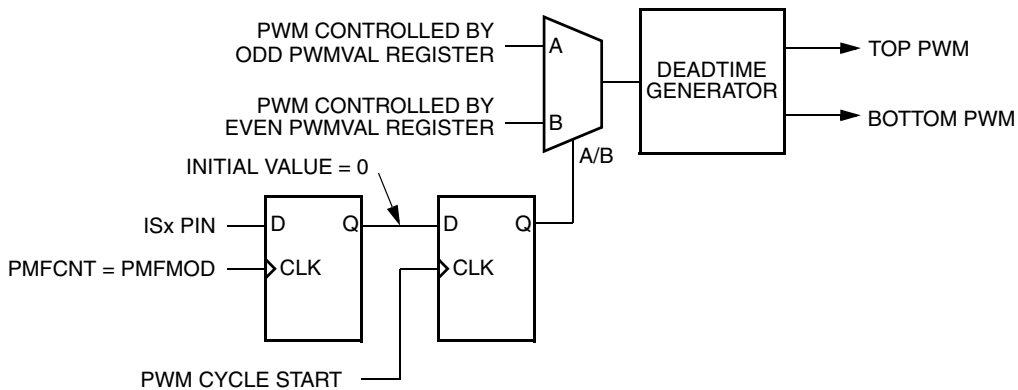 PWM CONTROLLED BY
ODD PWMVAL REGISTER
A
DEADTIME
GENERATOR
TOP PWM
PWM CONTROLLED BY
EVEN PWMVAL REGISTER
B
BOTTOM PWM
A/B
INITIAL VALUE = 0
ISx PIN
D
Q
D
Q
PMFCNT = PMFMOD
CLK
CLK
PWM CYCLE START